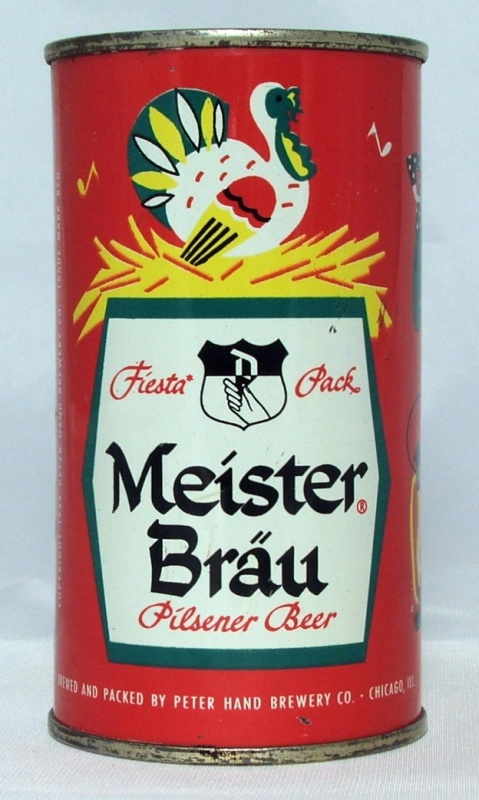 Fiesta* Pack
Meister®
Bräu
Pilsener Beer
BREWED AND PACKED BY PETER HAND BREWERY CO. · CHICAGO, ILL.